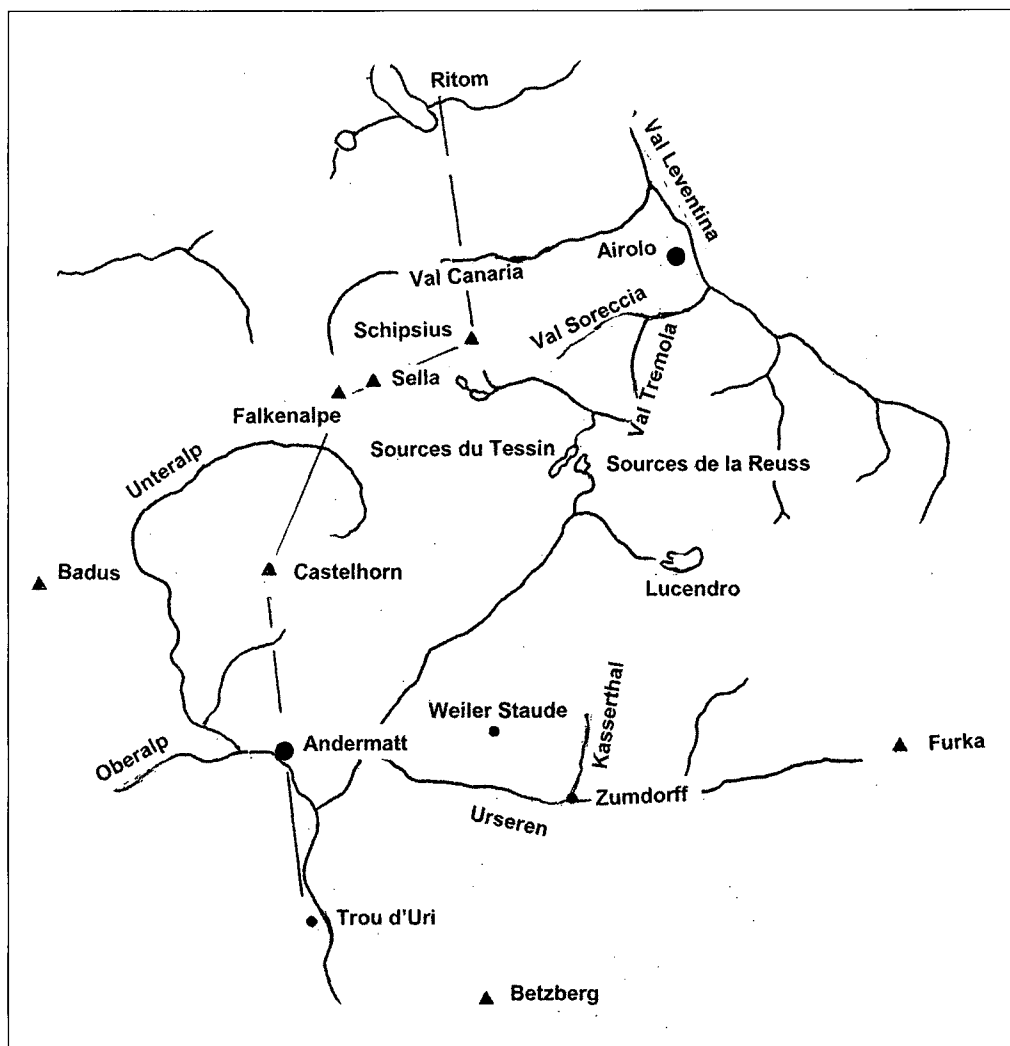 Ritom
Val Leventina
Airolo
Val Canaria
Val Soreccia
Schipsius
Val Tremola
Sella
Falkenalpe
Sources du Tessin
Sources de la Reuss
Unteralp
Badus
Castelhorn
Lucendro
Weiler Staude
Kasserthal
Andermatt
Furka
Oberalp
Zumdorff
Urseren
Trou d'Uri
Betzberg